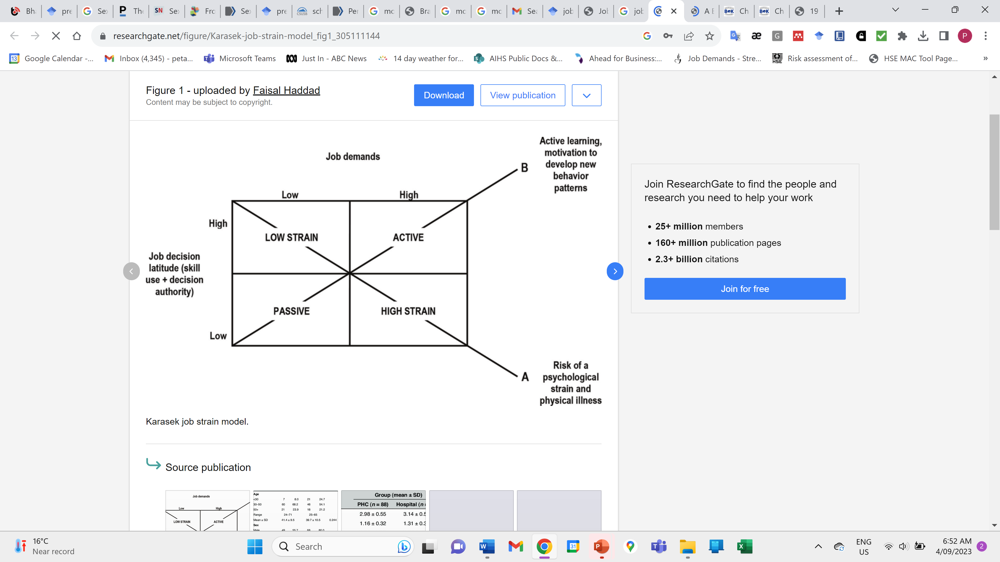 Bh
pre
Se
The
SN Se
Fro
Se
pre
CSUSB sch
Per
mo
Bra
mo
mo
Sea
job
Job
job
A B
BoK Ch
BoK Ch
19
researchgate.net/figure/Karasek-job-strain-model_fig1_305111144
P
13 Google Calendar -...
Inbox (4,345) - peta...
Microsoft Teams
Just In - ABC News
14 day weather for...
AIHS Public Docs &...
Ahead for Business:...
Job Demands - Stre...
HSE Risk assessment of...
HSE MAC Tool Page...
»
Figure 1 - uploaded by Faisal Haddad
Content may be subject to copyright.
Download
View publication
Job demands
Low
High
B
Active learning,
motivation to
develop new
behavior
patterns
High
LOW STRAIN
ACTIVE
Job decision
latitude (skill
use + decision
authority)
PASSIVE
HIGH STRAIN
Low
A
Risk of a
psychological
strain and
physical illness
Karasek job strain model.
Source publication
Join ResearchGate to find the people and
research you need to help your work
• 25+ million members
• 160+ million publication pages
• 2.3+ billion citations
Join for free
Job demands
Low
High
LOW STRAIN
ACTIVE
Age
<30 7 8.0 21 24.7
30–50 60 68.2 46 54.1
50+ 21 23.9 18 21.2
Range 24–71 25–65
Mean ± SD 41.4 ± 9.5 39.7 ± 10.5 0.244
Sex
Male 49 55.7 68 80.0
Group (mean ± SD)
PHC (n = 88) Hospital (n =
2.98 ± 0.55 3.14 ± 0.5
1.16 ± 0.32 1.31 ± 0.3
16°C
Near record
Search
31
ENG
US
6:52 AM
4/09/2023
2